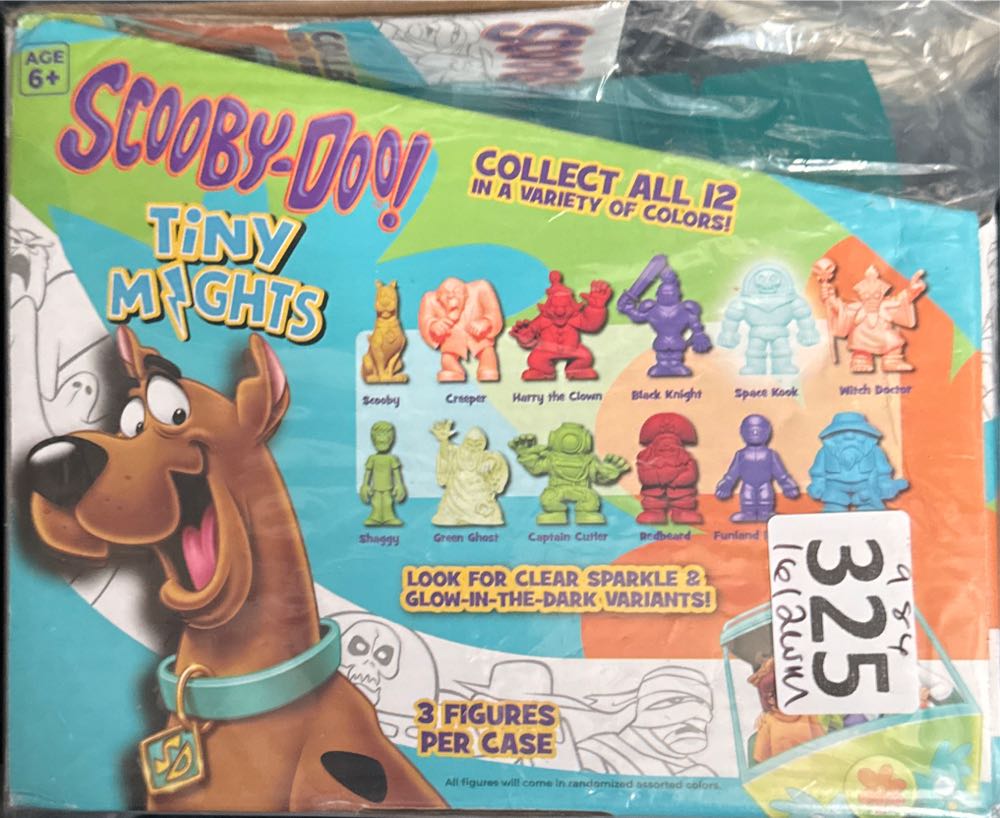 AGE
6+
SCOOBY-DOO!
TiNY
MIGHTS
COLLECT ALL 12
IN A VARIETY OF COLORS!
Scooby
Creeper
Harry the Clown
Black Knight
Space Kook
Witch Doctor
Shaggy
Green Ghost
Captain Cutler
Redbeard
Funland
LOOK FOR CLEAR SPARKLE &
GLOW-IN-THE-DARK VARIANTS!
984
325
3 FIGURES
PER CASE
All figures will come in randomized assorted colors.
SD